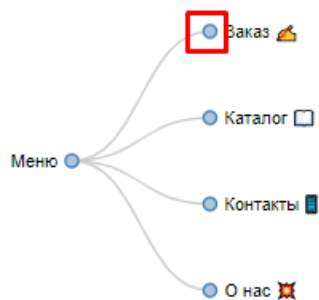 Заказ ✍
Каталог 📖
Меню
Контакты 📱
О нас 💥